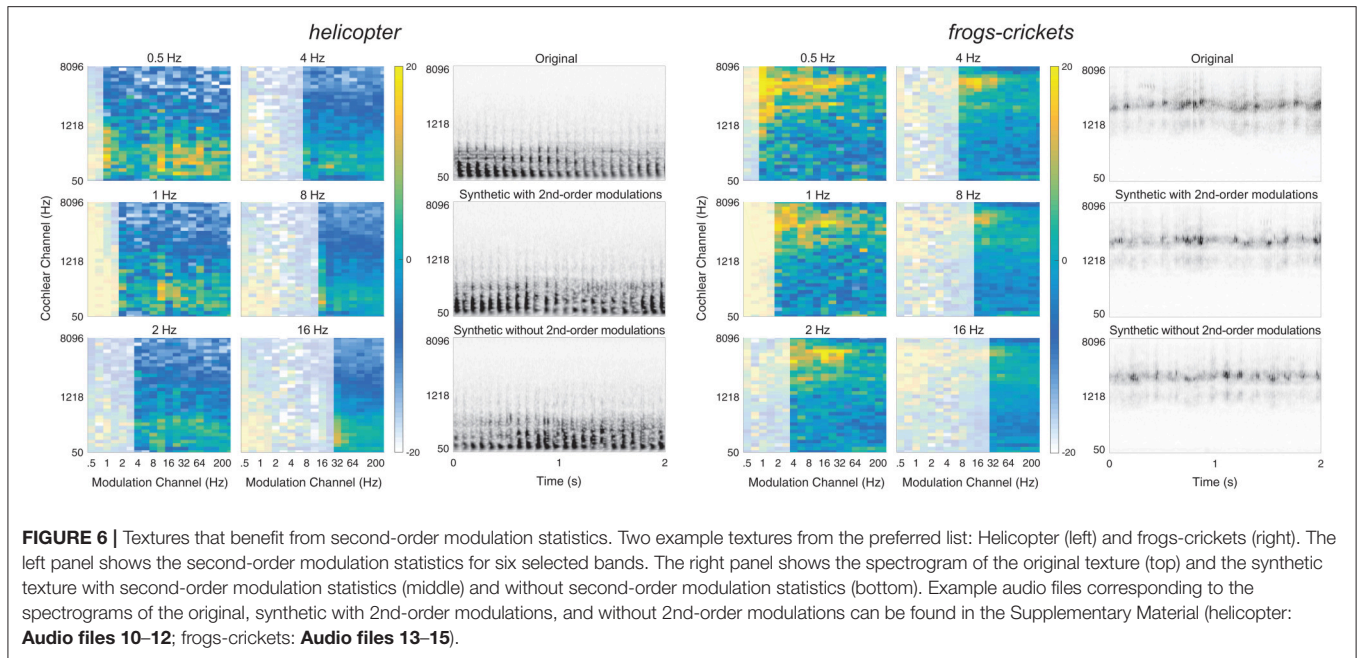 helicopter
0.5 Hz
4 Hz
8096
1218
50
1 Hz
8 Hz
8096
1218
50
2 Hz
16 Hz
8096
1218
50
Cochlear Channel (Hz)
.5 1 2 4 8 16 32 64 200
.5 1 2 4 8 16 32 64 200
Modulation Channel (Hz)
Modulation Channel (Hz)
20
0
-20
Original
8096
1218
50
Synthetic with 2nd-order modulations
8096
1218
50
Synthetic without 2nd-order modulations
8096
1218
50
0 1 2
Time (s)
frogs-crickets
0.5 Hz
4 Hz
8096
1218
50
1 Hz
8 Hz
8096
1218
50
2 Hz
16 Hz
8096
1218
50
Cochlear Channel (Hz)
.5 1 2 4 8 16 32 64 200
.5 1 2 4 8 16 32 64 200
Modulation Channel (Hz)
Modulation Channel (Hz)
20
0
-20
Original
8096
1218
50
Synthetic with 2nd-order modulations
8096
1218
50
Synthetic without 2nd-order modulations
8096
1218
50
0 1 2
Time (s)
FIGURE 6 | Textures that benefit from second-order modulation statistics. Two example textures from the preferred list: Helicopter (left) and frogs-crickets (right). The
left panel shows the second-order modulation statistics for six selected bands. The right panel shows the spectrogram of the original texture (top) and the synthetic
texture with second-order modulation statistics (middle) and without second-order modulation statistics (bottom). Example audio files corresponding to the
spectrograms of the original, synthetic with 2nd-order modulations, and without 2nd-order modulations can be found in the Supplementary Material (helicopter:
Audio files 10–12; frogs-crickets: Audio files 13–15).